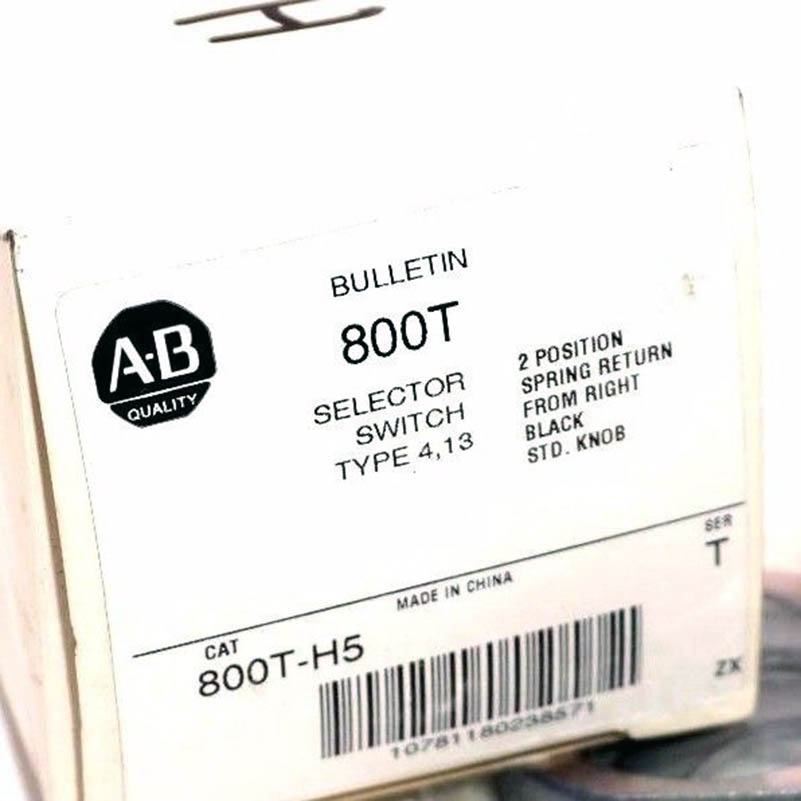 A-B
QUALITY
BULLETIN
800T
SELECTOR
SWITCH
TYPE 4,13
2 POSITION
SPRING RETURN
FROM RIGHT
BLACK
STD. KNOB
SER
T
MADE IN CHINA
CAT
800T-H5
10781180238571
ZX